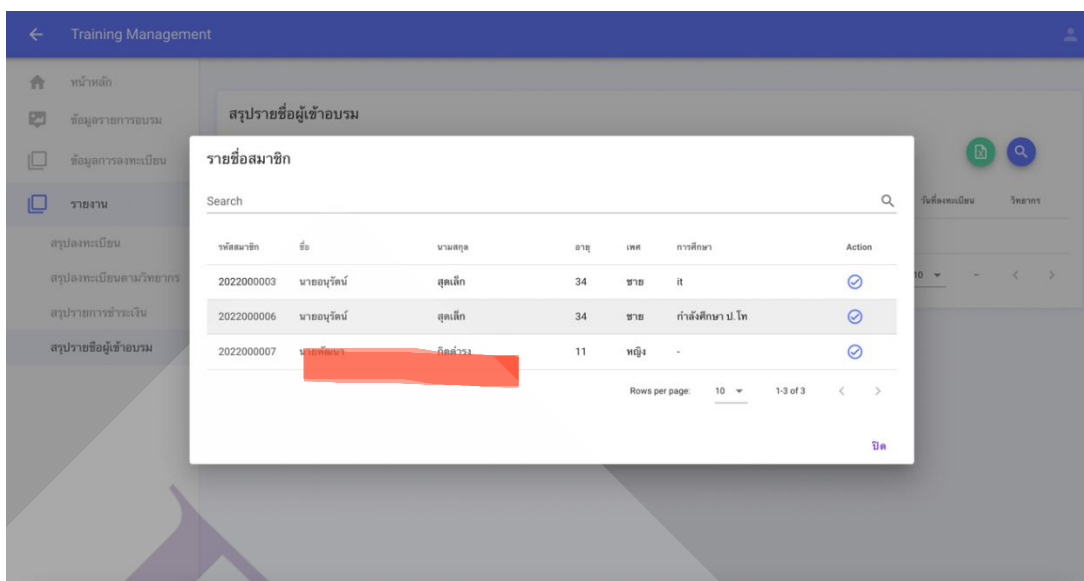 Training Management
หน้าหลัก
ข้อมูลรายการอบรม
ข้อมูลการลงทะเบียน
รายงาน
สรุปลงทะเบียน
สรุปลงทะเบียนตามวิทยากร
สรุปรายการชำระเงิน
สรุปรายชื่อผู้เข้าอบรม
สรุปรายชื่อผู้เข้าอบรม
วันที่ลงทะเบียน วิทยากร
10 -
รายชื่อสมาชิก
Search
รหัสสมาชิก ชื่อ นามสกุล อายุ เพศ การศึกษา Action
2022000003 นายอนุรัตน์ สุดเล็ก 34 ชาย it
2022000006 นายอนุรัตน์ สุดเล็ก 34 ชาย กำลังศึกษา ป.โท
2022000007 11 หญิง -
Rows per page: 10 1-3 of 3
ปิด